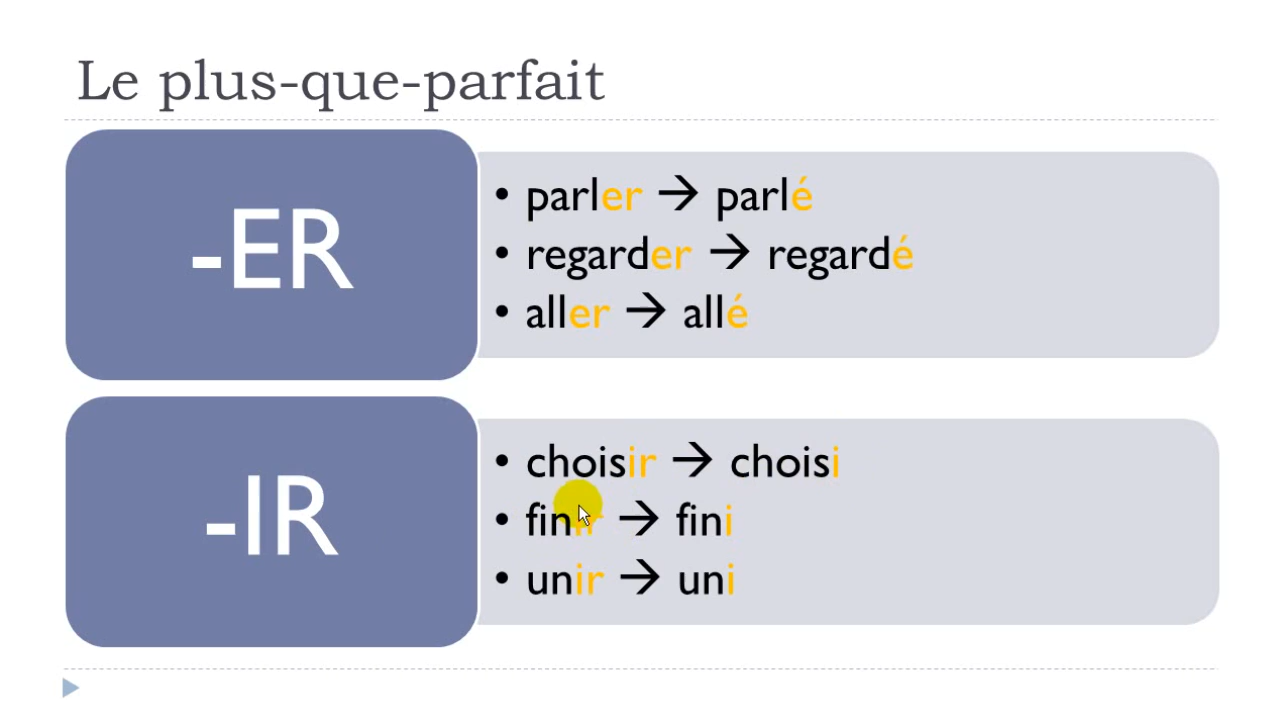 Le plus-que-parfait
-ER
• parler → parlé
• regarder → regardé
• aller → allé
-IR
• choisir → choisi
• finir → fini
• unir → uni